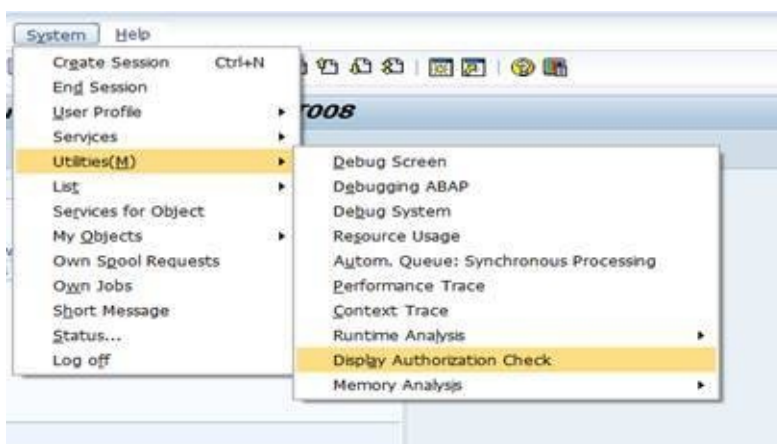 System Help
Create Session Ctrl+N
End Session
User Profile
T008
Services
Utilities(M)
List
Services for Object
My Objects
Own Spool Requests
Own Jobs
Short Message
Status...
Log off
Debug Screen
Debugging ABAP
Debug System
Resource Usage
Autom. Queue: Synchronous Processing
Performance Trace
Context Trace
Runtime Analysis
Display Authorization Check
Memory Analysis